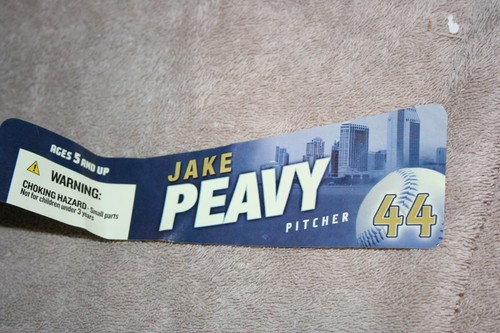 AGES 5 AND UP
WARNING:
CHOKING HAZARD - Small parts
Not for children under 3 years
JAKE
PEAVY
PITCHER
44